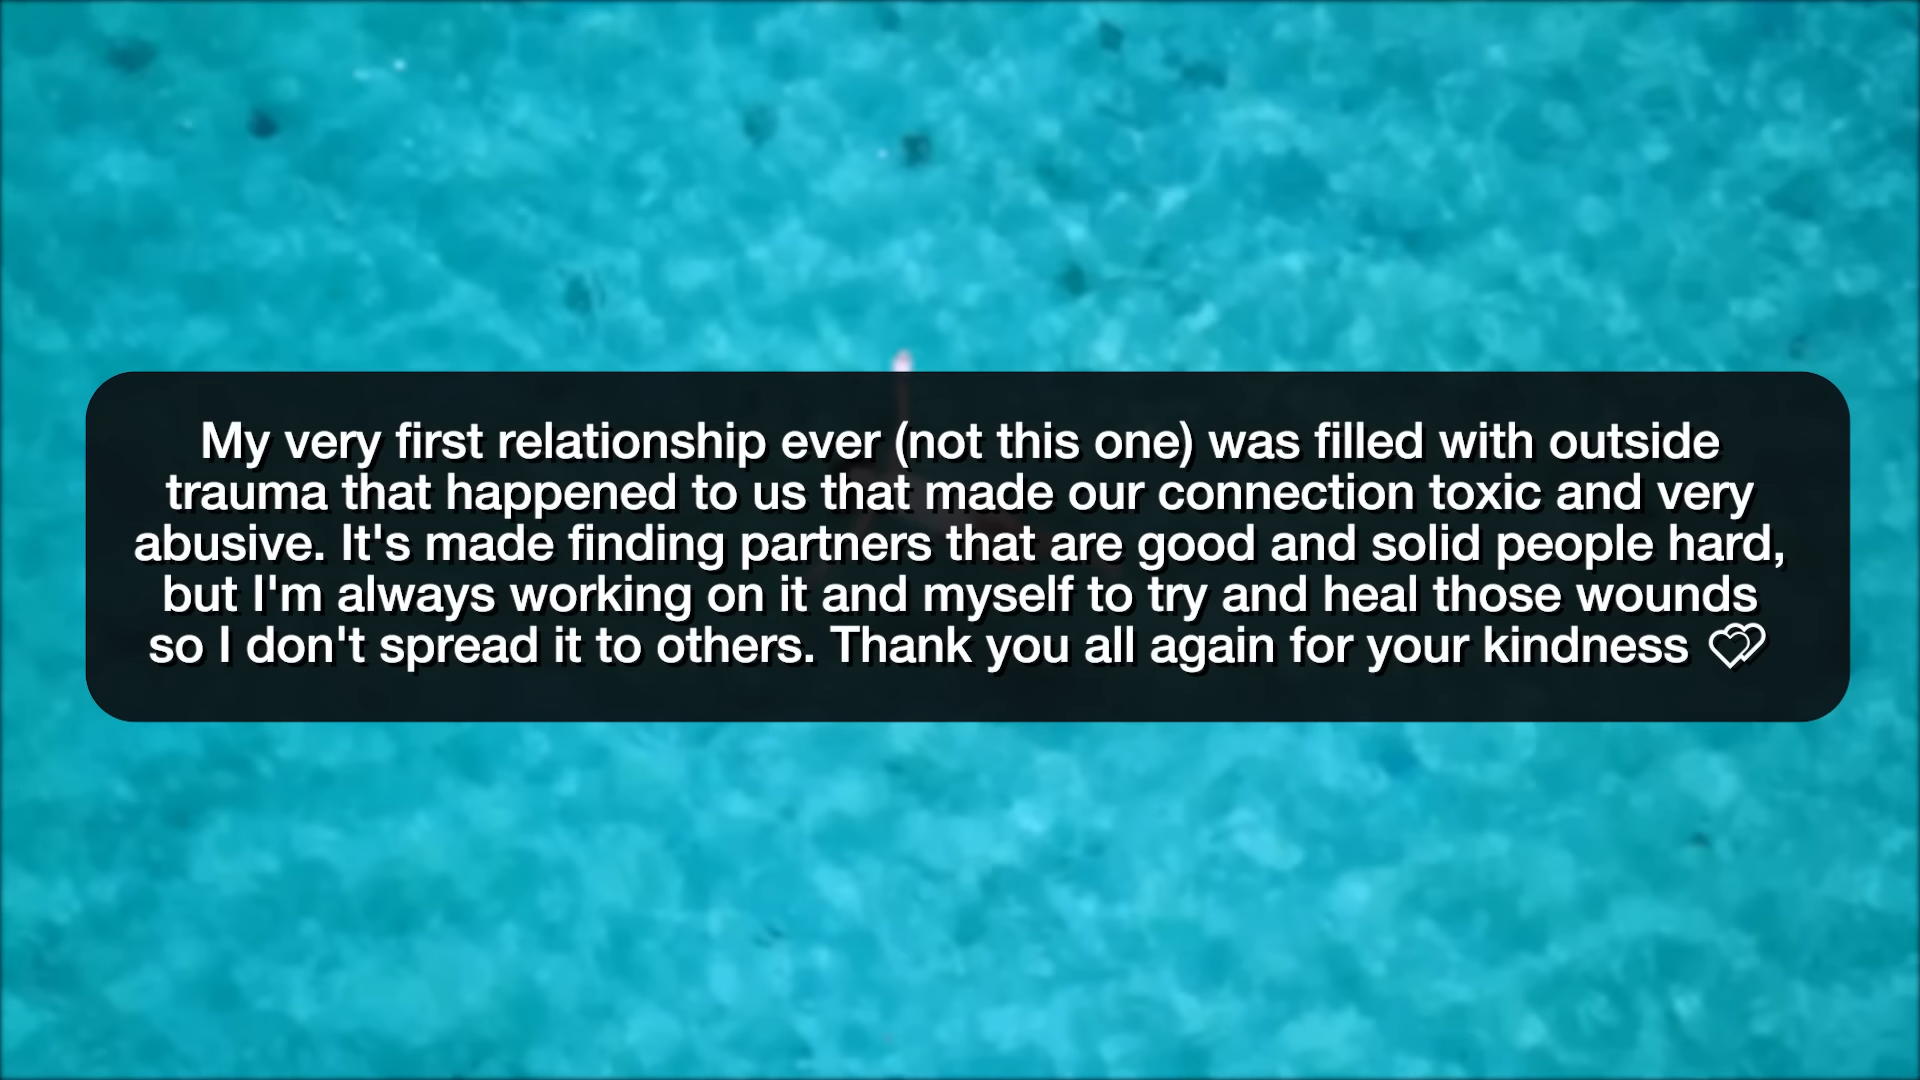 My very first relationship ever (not this one) was filled with outside
trauma that happened to us that made our connection toxic and very
abusive. It's made finding partners that are good and solid people hard,
but I'm always working on it and myself to try and heal those wounds
so I don't spread it to others. Thank you all again for your kindness 💕